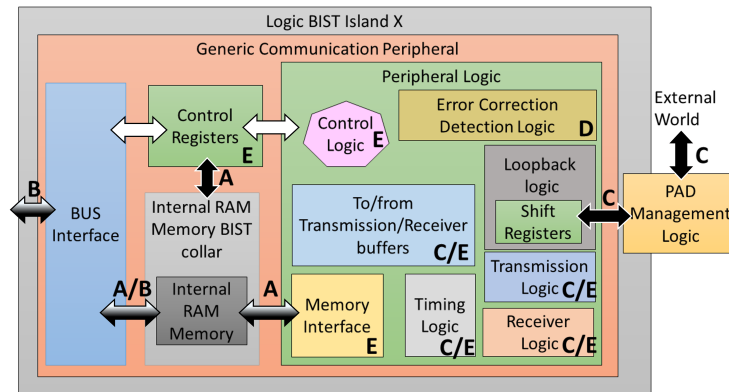 Logic BIST Island X
Generic Communication Peripheral
Peripheral Logic
Control
Registers
E
Control
Logic
E
Error Correction
Detection Logic
D
External
World
C
A
B
BUS
Interface
Internal RAM
Memory BIST
collar
To/from
Transmission/Receiver
buffers
C/E
Loopback
logic
Shift
Registers
C
PAD
Management
Logic
A/B
Internal
RAM
Memory
A
Memory
Interface
E
Timing
Logic
C/E
Transmission
Logic
C/E
Receiver
Logic
C/E